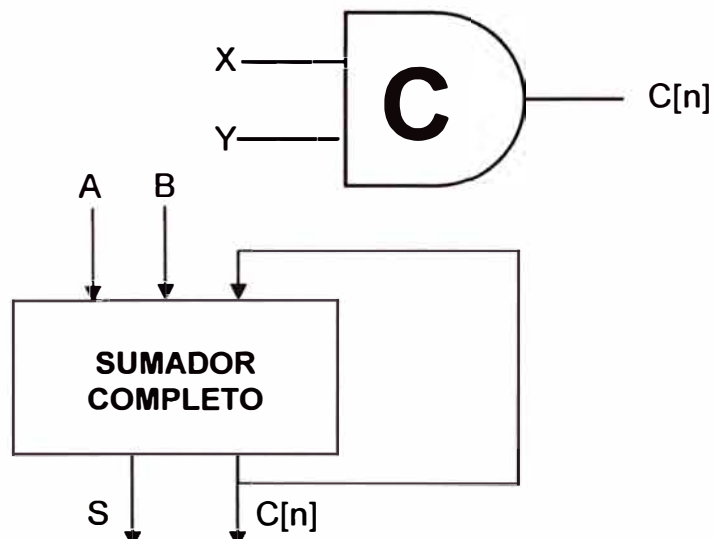 X
C
C[n]
Y
A B
SUMADOR
COMPLETO
S C[n]